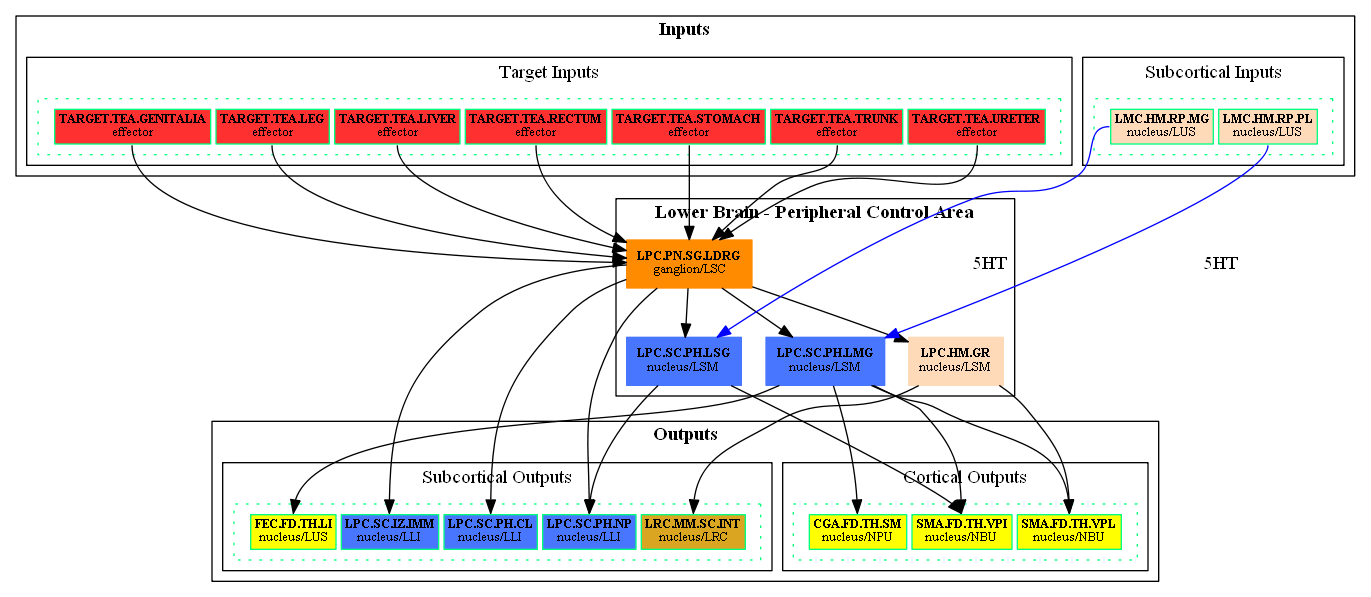 Inputs
Target Inputs
Subcortical Inputs
TARGET.TEA.GENITALIA
effector
TARGET.TEA.LEG
effector
TARGET.TEA.LIVER
effector
TARGET.TEA.RECTUM
effector
TARGET.TEA.STOMACH
effector
TARGET.TEA.TRUNK
effector
TARGET.TEA.URETER
effector
LMC.HM.RP.MG
nucleus/LUS
LMC.HM.RP.PL
nucleus/LUS
Lower Brain - Peripheral Control Area
LPC.PN.SG.LDRG
ganglion/LSC
5HT
5HT
LPC.SC.PH.LSG
nucleus/LSM
LPC.SC.PH.LMG
nucleus/LSM
LPC.HM.GR
nucleus/LSM
Outputs
Subcortical Outputs
Cortical Outputs
FEC.FD.TH.LI
nucleus/LUS
LPC.SC.IZ.IMM
nucleus/LLI
LPC.SC.PH.CL
nucleus/LLI
LPC.SC.PH.NP
nucleus/LLI
LRC.MM.SC.INT
nucleus/LRC
CGA.FD.TH.SM
nucleus/NPU
SMA.FD.TH.VPI
nucleus/NBU
SMA.FD.TH.VPL
nucleus/NBU